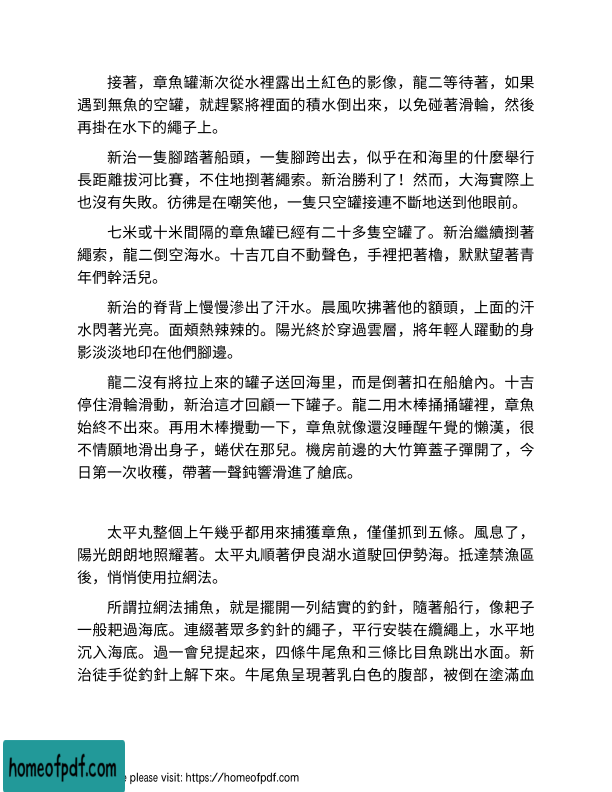 接著，章魚罐漸次從水裡露出土紅色的影像，龍二等待著，如果
遇到無魚的空罐，就趕緊將裡面的積水倒出來，以免碰著滑輪，然後
再掛在水下的繩子上。
新治一隻腳踏著船頭，一隻腳跨出去，似乎在和海里的什麼舉行
長距離拔河比賽，不住地捯著繩索。新治勝利了！然而，大海實際上
也沒有失敗。彷彿是在嘲笑他，一隻只空罐接連不斷地送到他眼前。
七米或十米間隔的章魚罐已經有二十多隻空罐了。新治繼續捯著
繩索，龍二倒空海水。十吉兀自不動聲色，手裡把著櫓，默默望著青
年們幹活兒。
新治的脊背上慢慢滲出了汗水。晨風吹拂著他的額頭，上面的汗
水閃著光亮。面頰熱辣辣的。陽光終於穿過雲層，將年輕人躍動的身
影淡淡地印在他們腳邊。
龍二沒有將拉上來的罐子送回海里，而是倒著扣在船艙內。十吉
停住滑輪滑動，新治這才回顧一下罐子。龍二用木棒捅捅罐裡，章魚
始終不出來。再用木棒攪動一下，章魚就像還沒睡醒午覺的懶漢，很
不情願地滑出身子，蜷伏在那兒。機房前邊的大竹箅蓋子彈開了，今
日第一次收穫，帶著一聲鈍響滑進了艙底。
太平丸整個上午幾乎都用來捕獲章魚，僅僅抓到五條。風息了，
陽光朗朗地照耀著。太平丸順著伊良湖水道駛回伊勢海。抵達禁漁區
後，悄悄使用拉網法。
所謂拉網法捕魚，就是擺開一列結實的釣針，隨著船行，像耙子
一般耙過海底。連綴著眾多釣針的繩子，平行安裝在纜繩上，水平地
沉入海底。過一會兒提起來，四條牛尾魚和三條比目魚跳出水面。新
治徒手從釣針上解下來。牛尾魚呈現著乳白色的腹部，被倒在塗滿血
homeofpdf.com
e please visit: https://homeofpdf.com